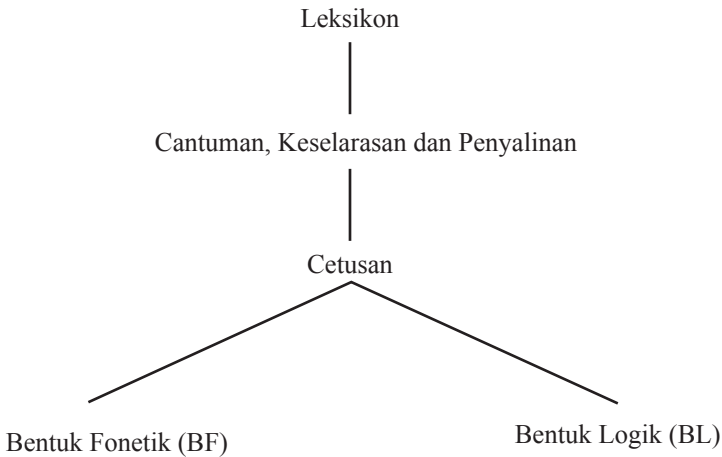 Leksikon
Cantuman, Keselarasan dan Penyalinan
Cetusan
Bentuk Fonetik (BF)
Bentuk Logik (BL)